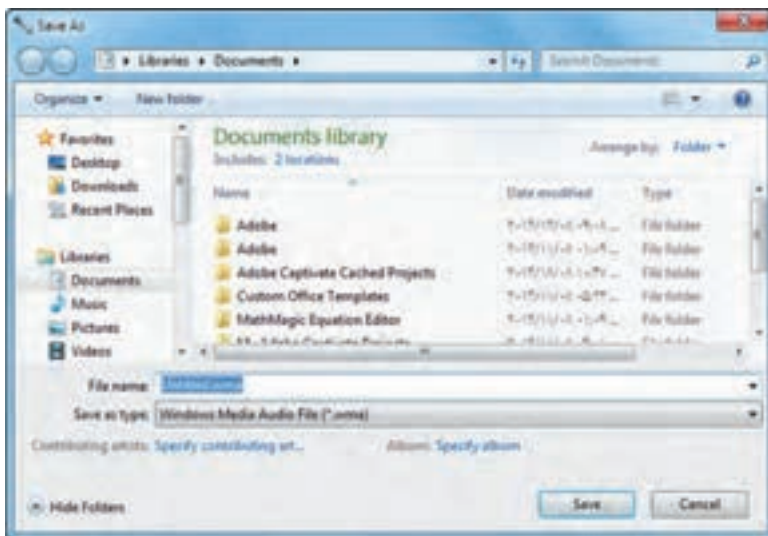 Save As
Libraries ▸ Documents ▸
Search Documents
Organize ▾ New folder
Favorites
Desktop
Downloads
Recent Places
Libraries
Documents
Music
Pictures
Videos
Documents library
Includes: 2 locations
Arrange by: Folder ▾
Name Date modified Type
Adobe File folder
Adobe File folder
Adobe Captivate Cached Projects File folder
Custom Office Templates File folder
MathMagic Equation Editor File folder
File name: Untitled.wma
Save as type: Windows Media Audio File (*.wma)
Contributing artists: Specify contributing art... Album: Specify album
Hide Folders
Save Cancel